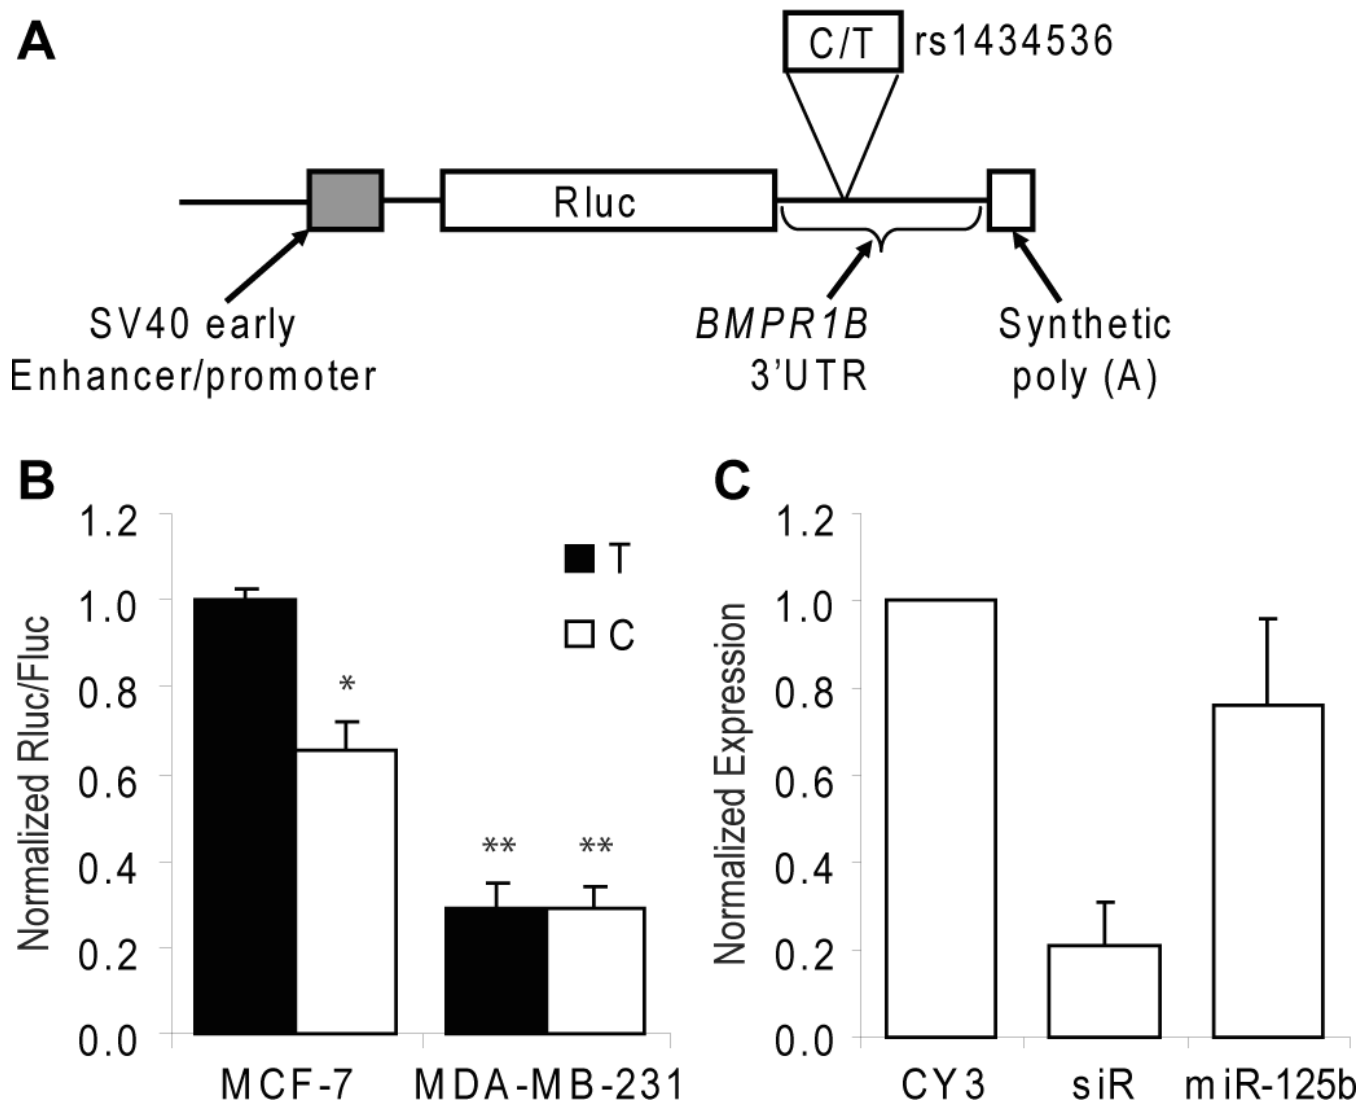 A
C/T rs1434536
Rluc
SV40 early
Enhancer/promoter
BMPR1B
3’UTR
Synthetic
poly (A)
B
Normalized Rluc/Fluc
1.2
1.0
0.8
0.6
0.4
0.2
0.0
T
C
*
** **
MCF-7 MDA-MB-231
C
Normalized Expression
1.2
1.0
0.8
0.6
0.4
0.2
0.0
CY3 siR miR-125b